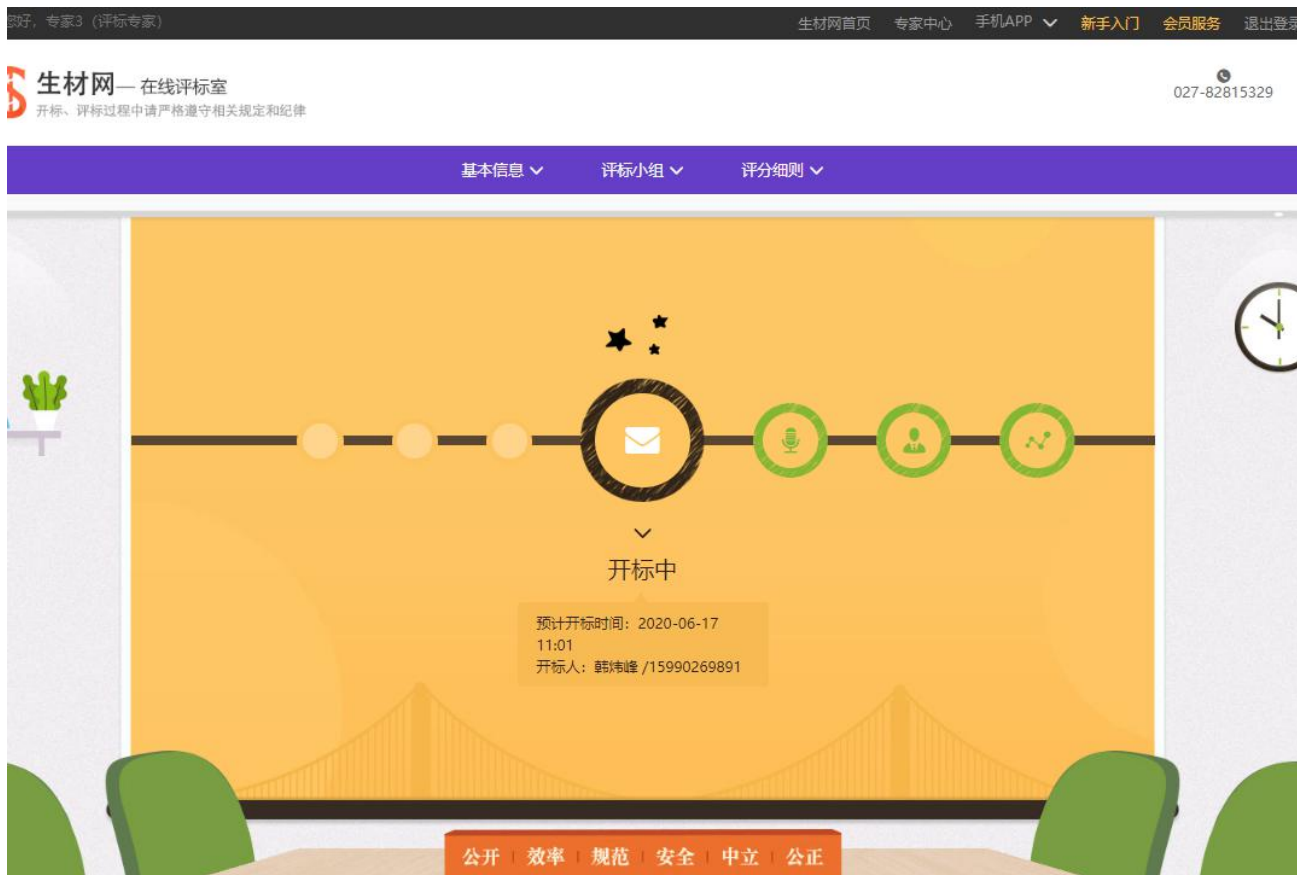 您好，专家3（评标专家） 生材网首页 专家中心 手机APP 新手入门 会员服务 退出登录
生材网— 在线评标室
开标、评标过程中请严格遵守相关规定和纪律
027-82815329
基本信息 评标小组 评分细则
开标中
预计开标时间：2020-06-17
11:01
开标人：韩炜峰 /15990269891
公开 效率 规范 安全 中立 公正